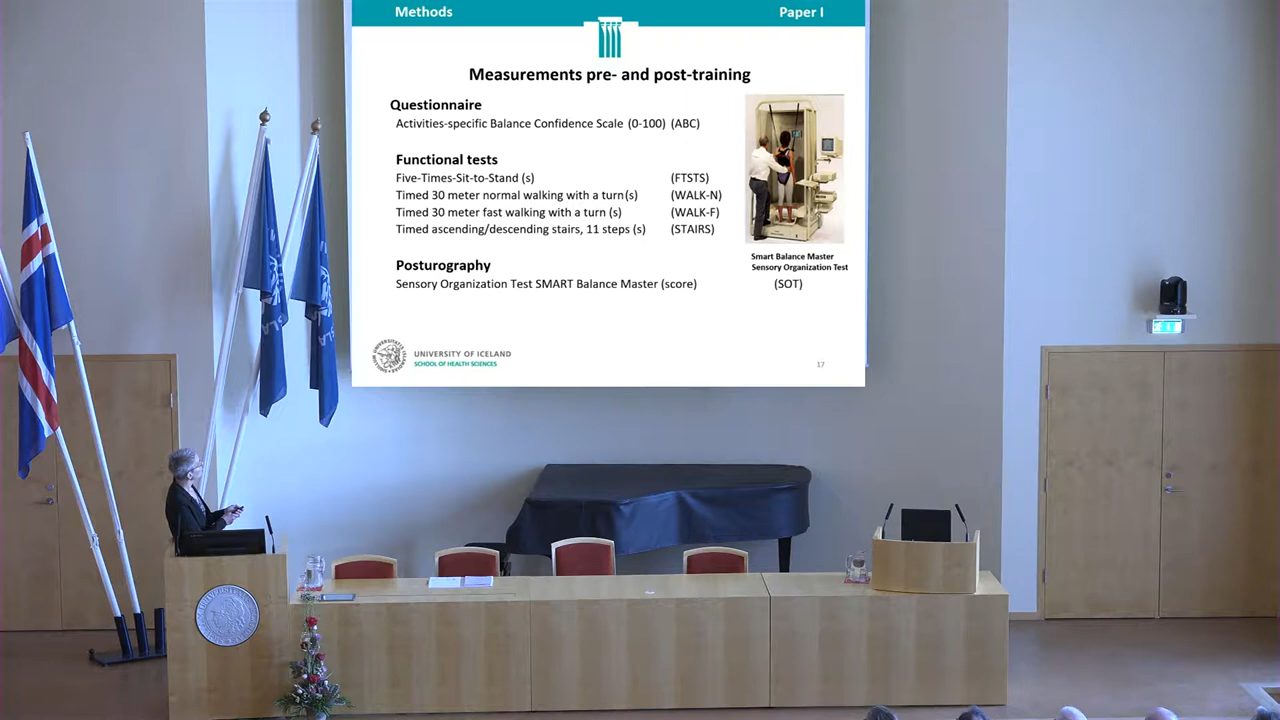 Methods
Paper I
Measurements pre- and post-training
Questionnaire
Activities-specific Balance Confidence Scale (0-100) (ABC)
Functional tests
Five-Times-Sit-to-Stand (s) (FTSTS)
Timed 30 meter normal walking with a turn(s) (WALK-N)
Timed 30 meter fast walking with a turn (s) (WALK-F)
Timed ascending/descending stairs, 11 steps (s) (STAIRS)
Smart Balance Master
Sensory Organization Test
Posturography
Sensory Organization Test SMART Balance Master (score) (SOT)
UNIVERSITY OF ICELAND
SCHOOL OF HEALTH SCIENCES
17